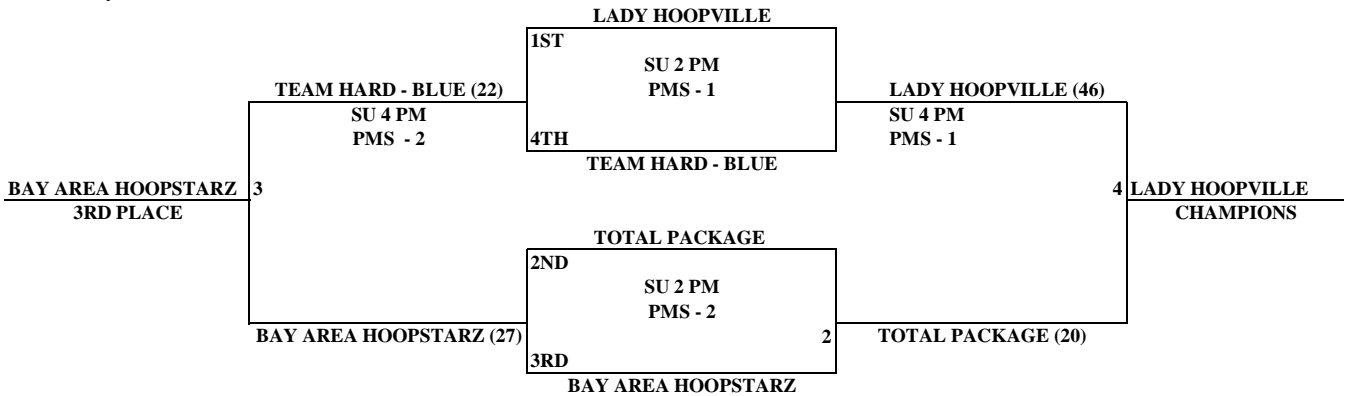 LADY HOOPVILLE
1ST
SU 2 PM
TEAM HARD - BLUE (22) PMS - 1 LADY HOOPVILLE (46)
SU 4 PM SU 4 PM
PMS - 2 4TH PMS - 1
TEAM HARD - BLUE
BAY AREA HOOPSTARZ 3 4 LADY HOOPVILLE
3RD PLACE CHAMPIONS
TOTAL PACKAGE
2ND
SU 2 PM
PMS - 2
BAY AREA HOOPSTARZ (27) 2 TOTAL PACKAGE (20)
3RD
BAY AREA HOOPSTARZ